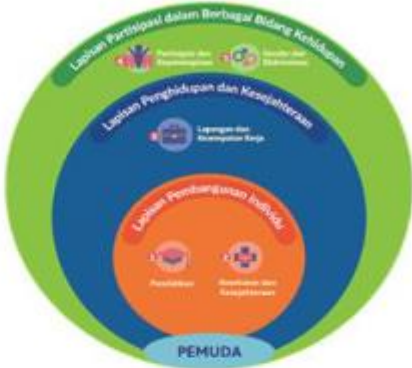 Lapisan Partisipasi dalam Berbagai Bidang Kehidupan
Partisipasi dan
Kepemimpinan
Gender dan
Diskriminasi
Lapisan Penghidupan dan Kesejahteraan
Lapangan dan
Kesempatan Kerja
Lapisan Pembangunan Individu
Pendidikan
Kesehatan dan
Kesejahteraan
PEMUDA